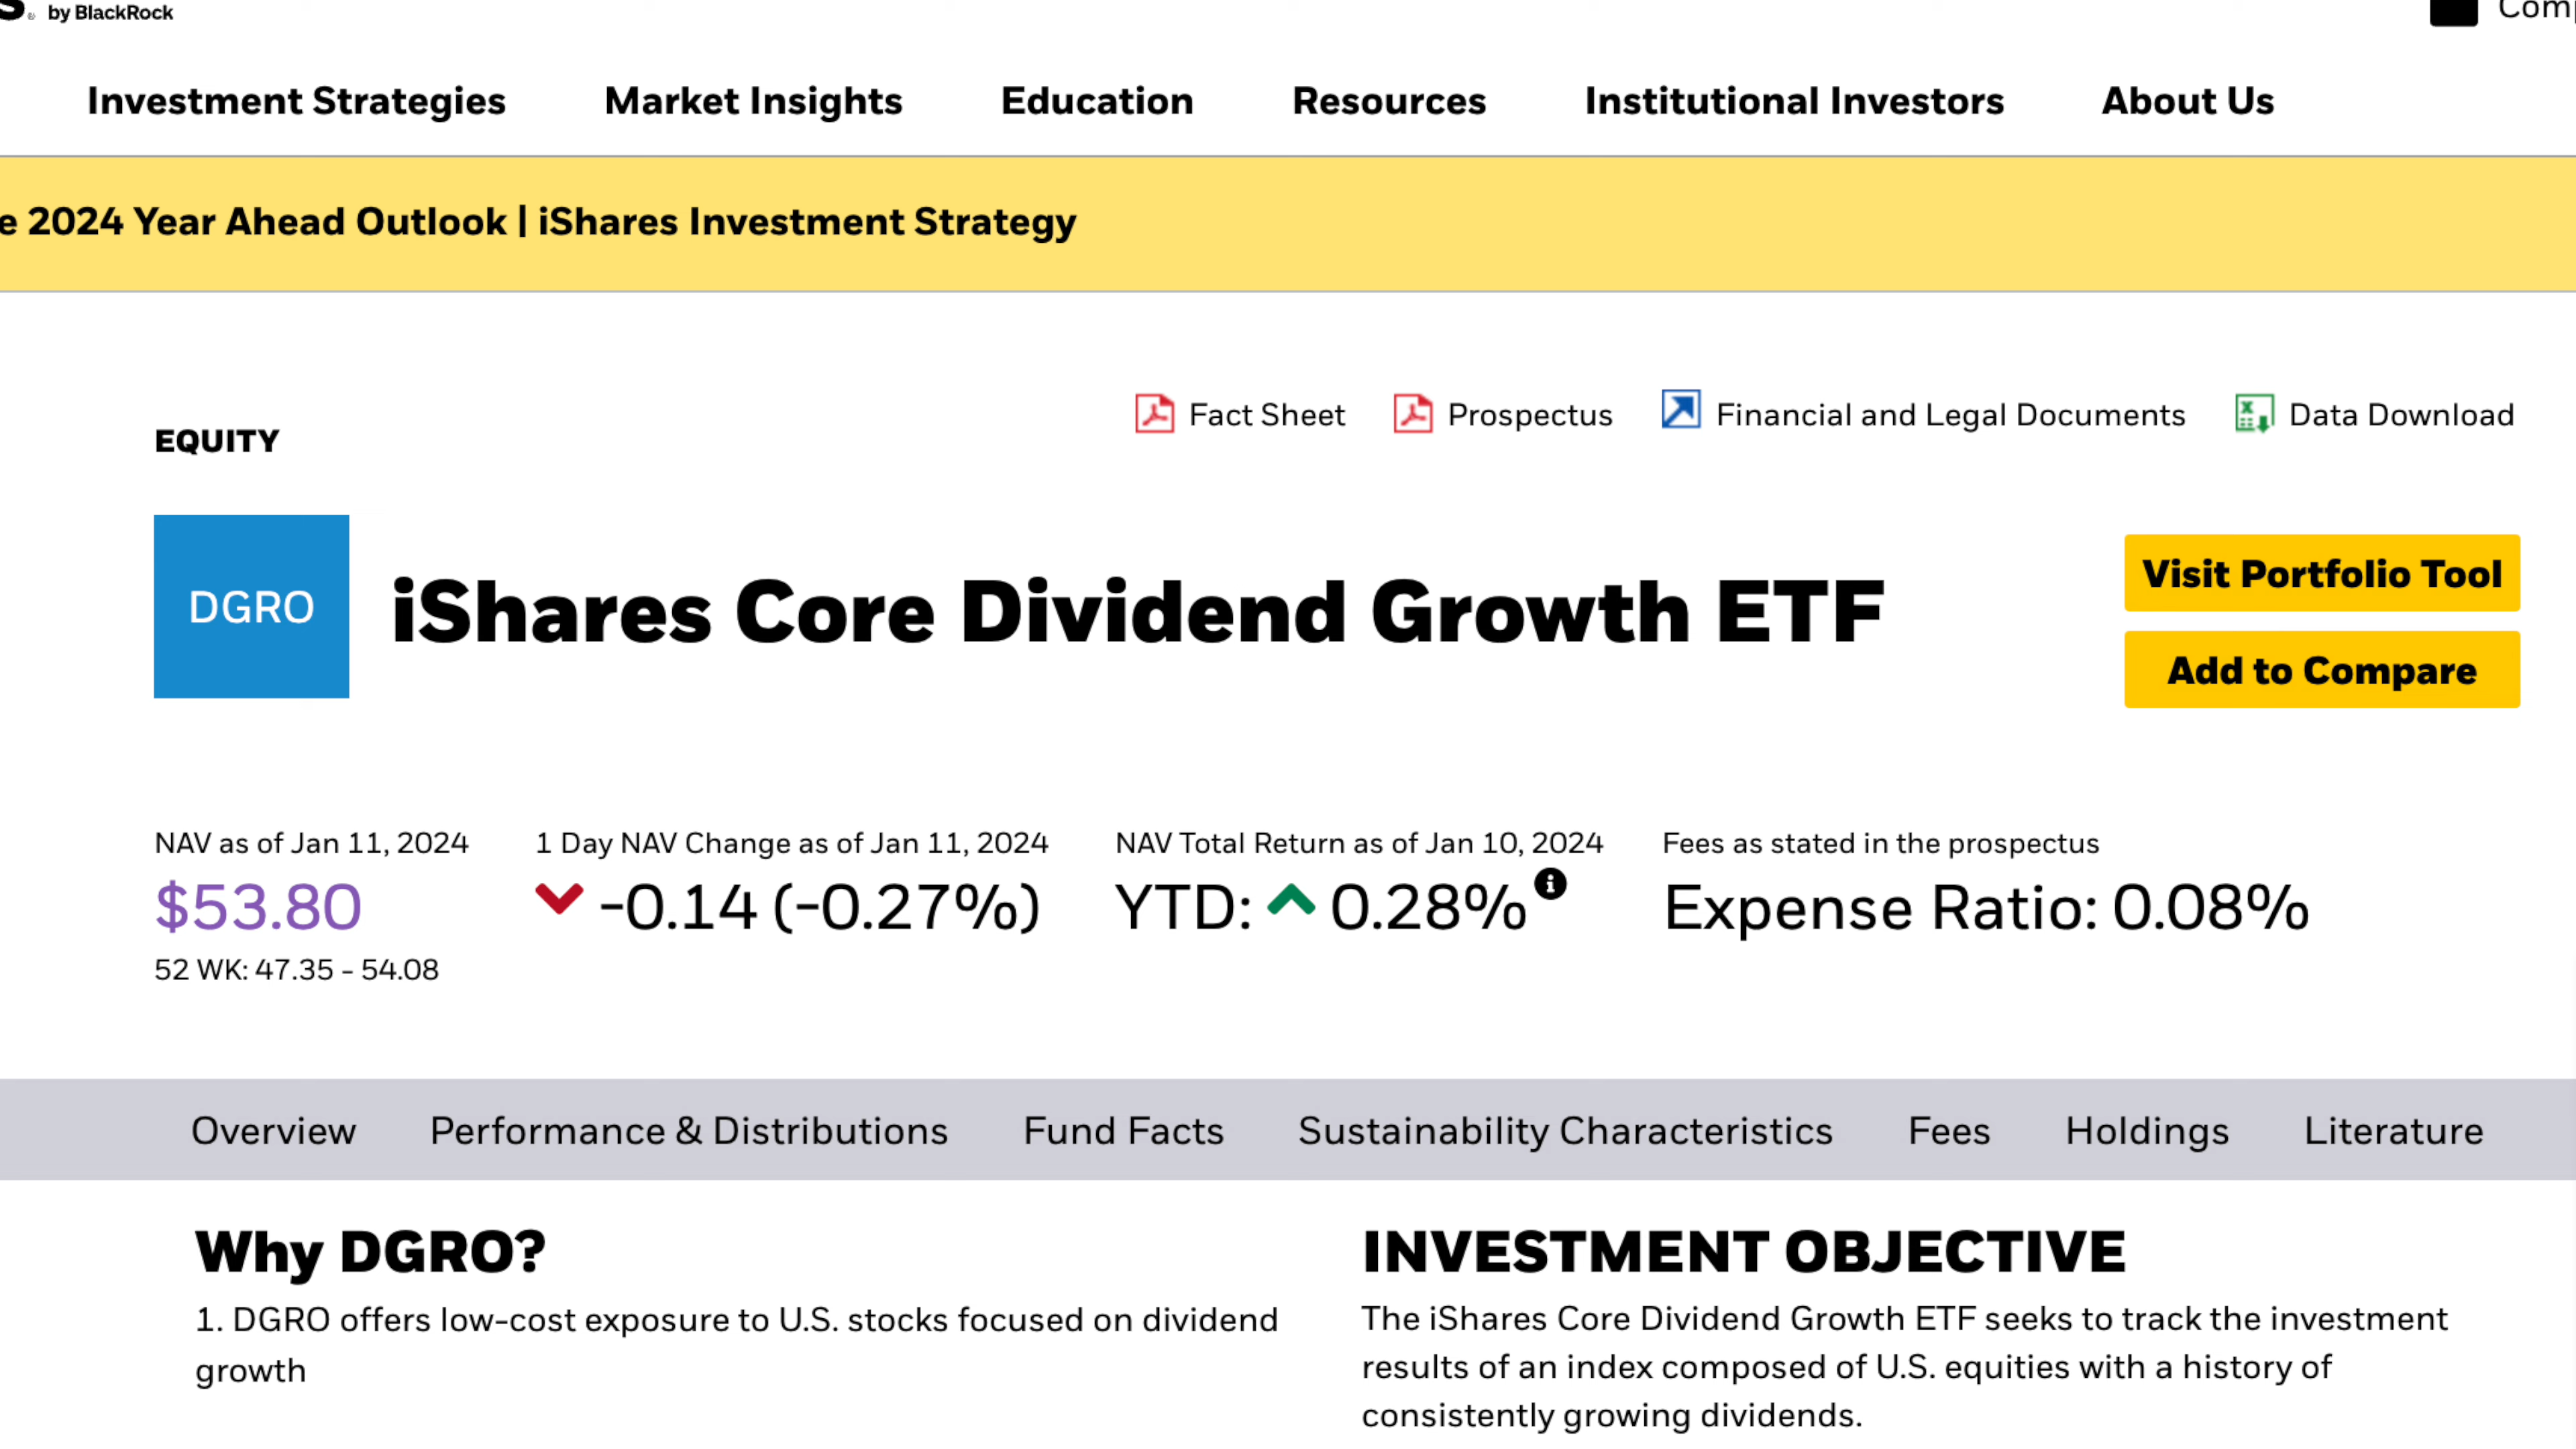 by BlackRock
Investment Strategies Market Insights Education Resources Institutional Investors About Us
2024 Year Ahead Outlook | iShares Investment Strategy
EQUITY
Fact Sheet Prospectus Financial and Legal Documents Data Download
DGRO
iShares Core Dividend Growth ETF
Visit Portfolio Tool
Add to Compare
NAV as of Jan 11, 2024
$53.80
52 WK: 47.35 - 54.08
1 Day NAV Change as of Jan 11, 2024
-0.14 (-0.27%)
NAV Total Return as of Jan 10, 2024
YTD: 0.28%
Fees as stated in the prospectus
Expense Ratio: 0.08%
Overview Performance & Distributions Fund Facts Sustainability Characteristics Fees Holdings Literature
Why DGRO?
1. DGRO offers low-cost exposure to U.S. stocks focused on dividend
growth
INVESTMENT OBJECTIVE
The iShares Core Dividend Growth ETF seeks to track the investment
results of an index composed of U.S. equities with a history of
consistently growing dividends.